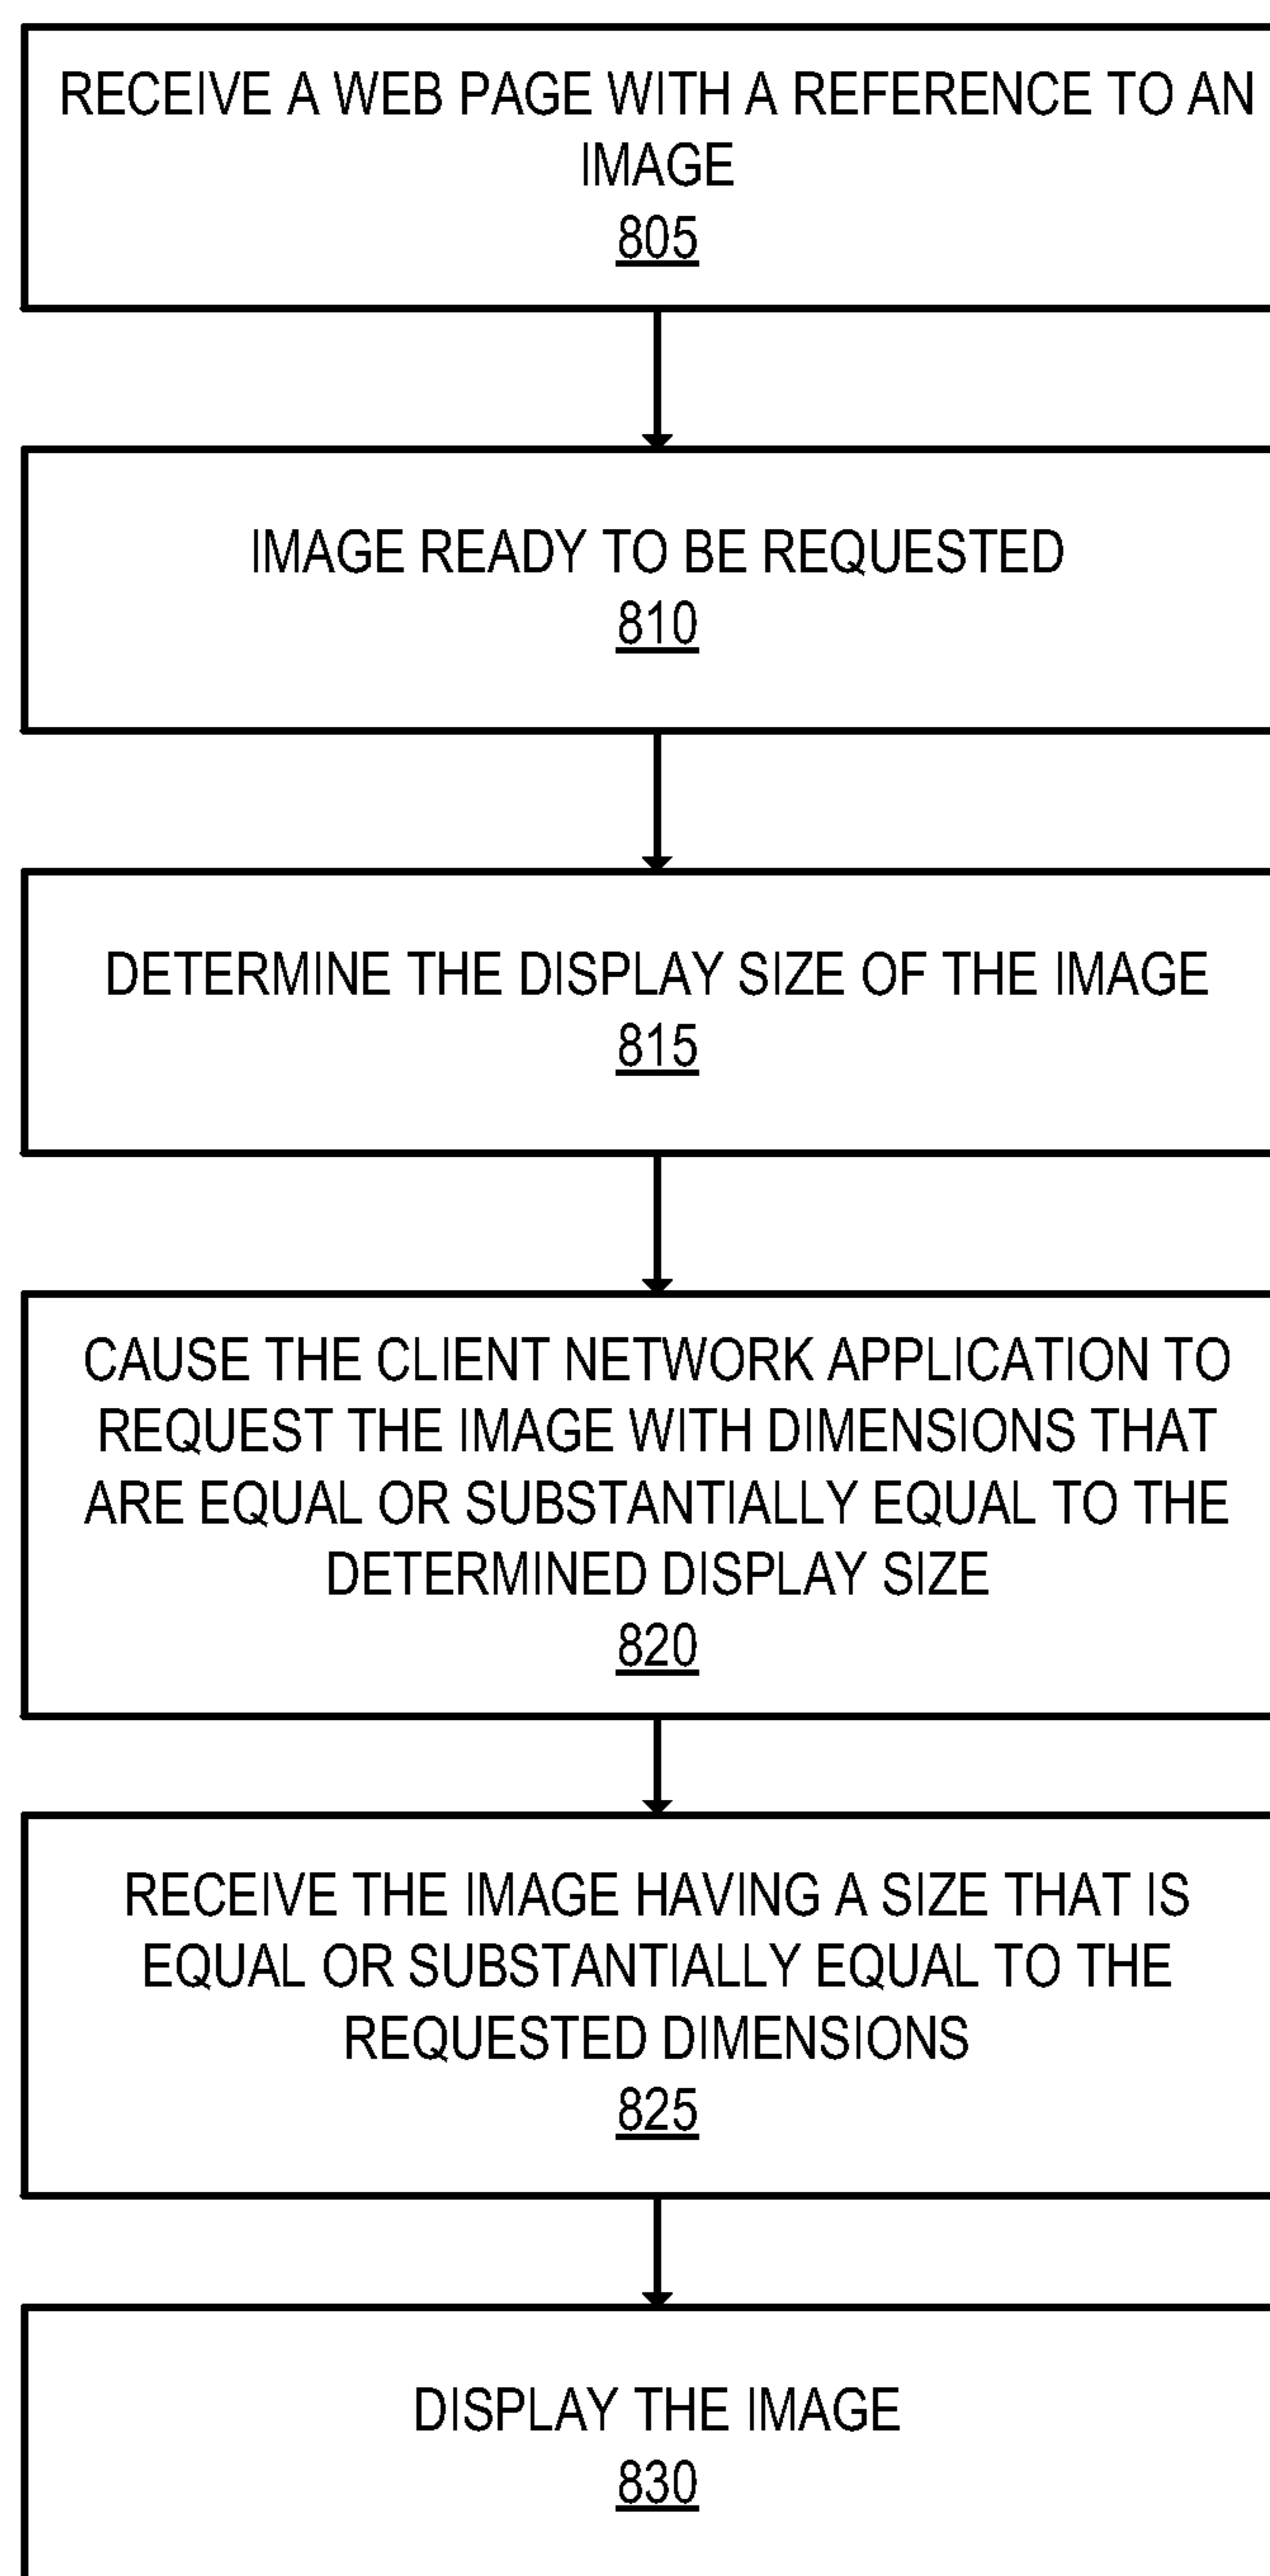 RECEIVE A WEB PAGE WITH A REFERENCE TO AN
IMAGE
805
IMAGE READY TO BE REQUESTED
810
DETERMINE THE DISPLAY SIZE OF THE IMAGE
815
CAUSE THE CLIENT NETWORK APPLICATION TO
REQUEST THE IMAGE WITH DIMENSIONS THAT
ARE EQUAL OR SUBSTANTIALLY EQUAL TO THE
DETERMINED DISPLAY SIZE
820
RECEIVE THE IMAGE HAVING A SIZE THAT IS
EQUAL OR SUBSTANTIALLY EQUAL TO THE
REQUESTED DIMENSIONS
825
DISPLAY THE IMAGE
830